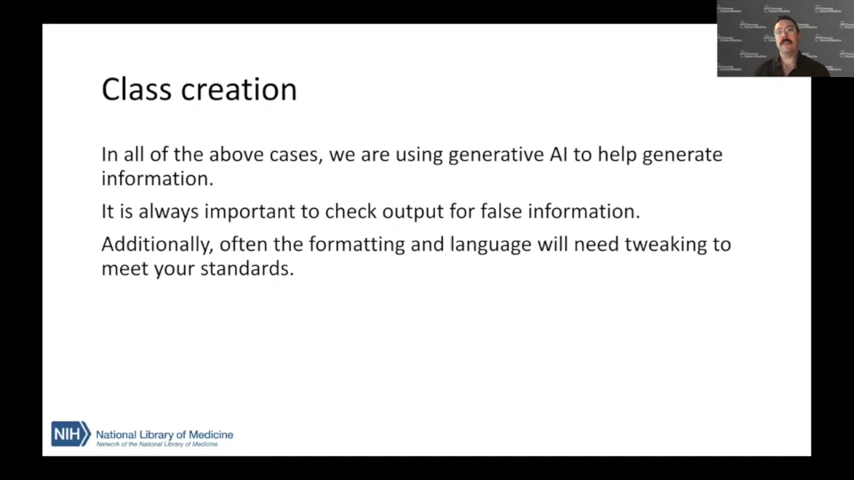 Class creation
In all of the above cases, we are using generative AI to help generate
information.
It is always important to check output for false information.
Additionally, often the formatting and language will need tweaking to
meet your standards.
NIH National Library of Medicine
Network of the National Library of Medicine